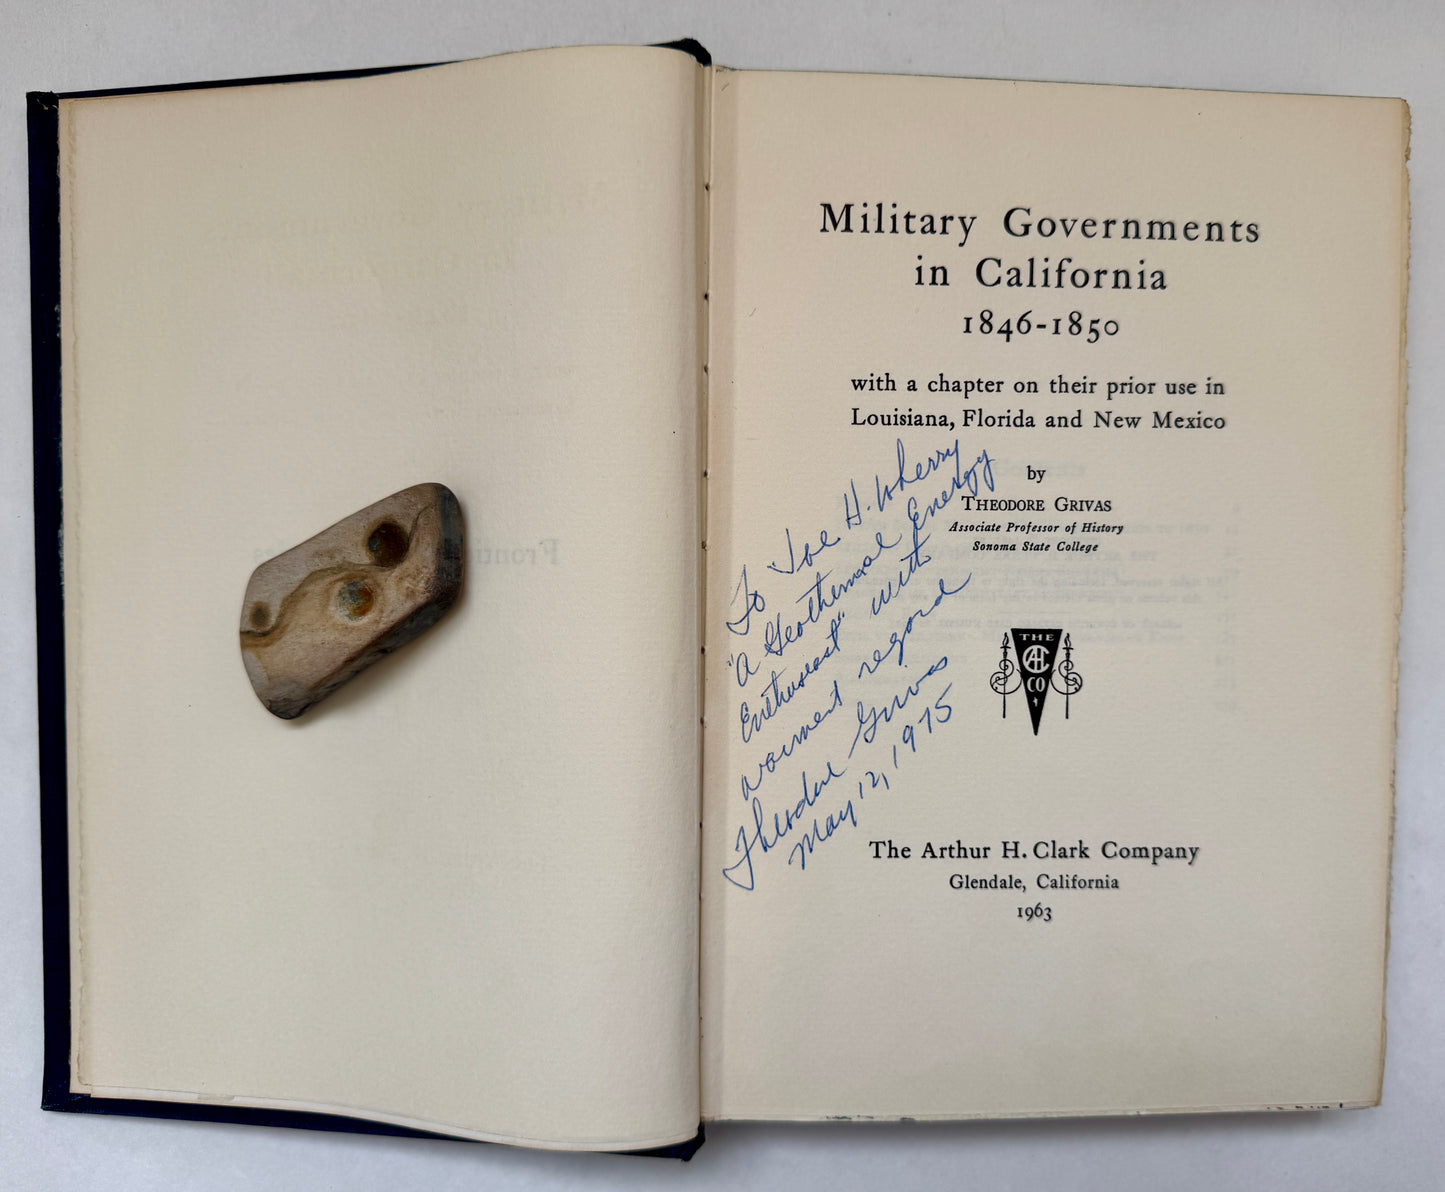 Military Governments
in California
1846-1850
with a chapter on their prior use in
Louisiana, Florida and New Mexico
by
THEODORE GRIVAS
Associate Professor of History
Sonoma State College
To Joe H. Wherry
"A Geothermal Energy
Enthusiast" with
warmest regard
Theodore Grivas
May 12, 1975
THE
AHC
CO
The Arthur H. Clark Company
Glendale, California
1963